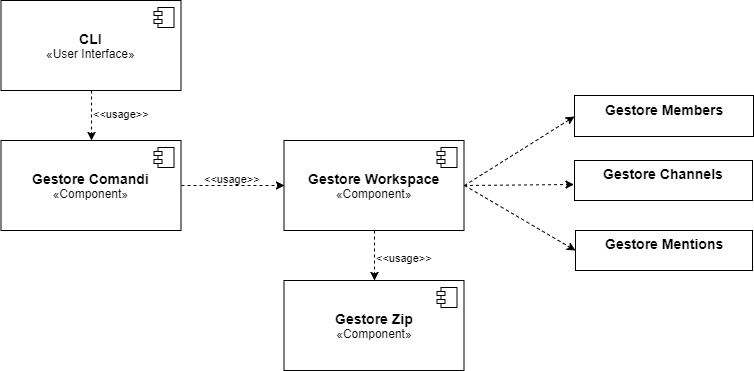 CLI
«User Interface»
<<usage>>
Gestore Comandi
«Component»
<<usage>>
Gestore Workspace
«Component»
Gestore Members
Gestore Channels
Gestore Mentions
<<usage>>
Gestore Zip
«Component»